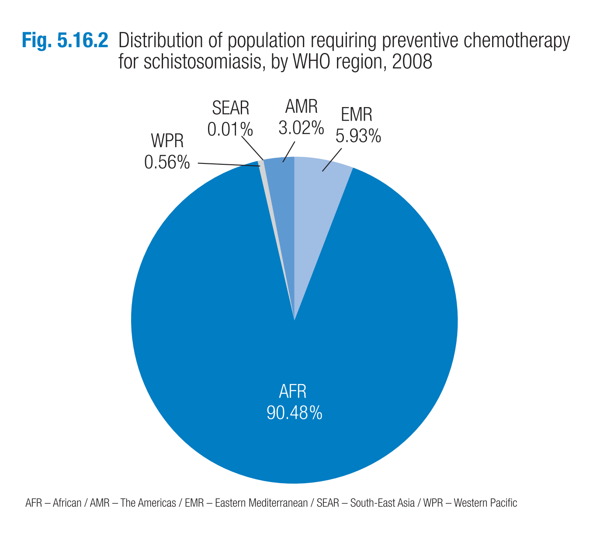 Fig. 5.16.2 Distribution of population requiring preventive chemotherapy
for schistosomiasis, by WHO region, 2008
SEAR
0.01%
AMR
3.02%
EMR
5.93%
WPR
0.56%
AFR
90.48%
AFR – African / AMR – The Americas / EMR – Eastern Mediterranean / SEAR – South-East Asia / WPR – Western Pacific